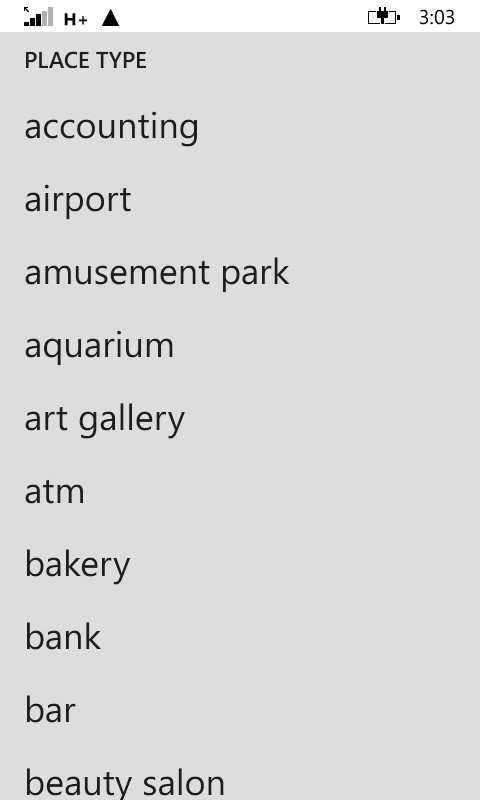 H+ 3:03
PLACE TYPE
accounting
airport
amusement park
aquarium
art gallery
atm
bakery
bank
bar
beauty salon